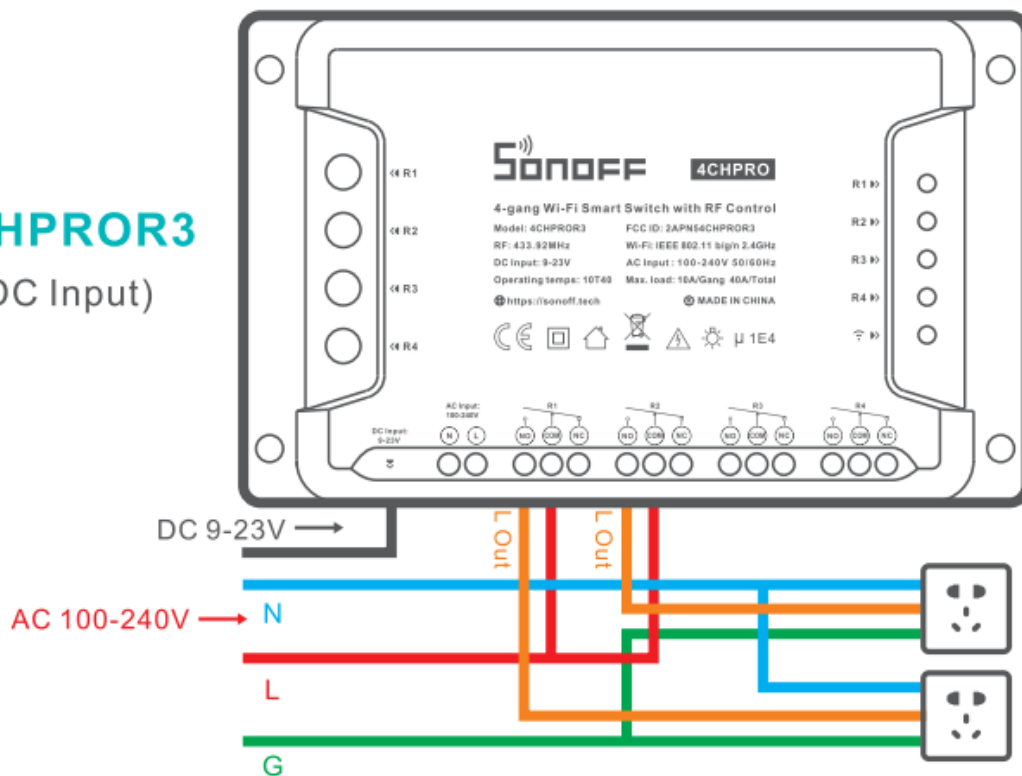 SONOFF
4CHPRO
4-gang Wi-Fi Smart Switch with RF Control
Model: 4CHPROR3 FCC ID: 2APN54CHPROR3
RF: 433.92MHz Wi-Fi: IEEE 802.11 b/g/n 2.4GHz
DC Input: 9-23V AC Input : 100-240V 50/60Hz
Operating temps: 10T40 Max. load: 10A/Gang 40A/Total
https://sonoff.tech MADE IN CHINA
CE μ 1E4
R1
R2
R3
R4
R1
R2
R3
R4
HPROR3
DC Input)
DC Input:
9-23V
AC Input:
100-240V
N L
R1
NO COM NC
R2
NO COM NC
R3
NO COM NC
R4
NO COM NC
DC 9-23V
L Out
L Out
AC 100-240V
N
L
G